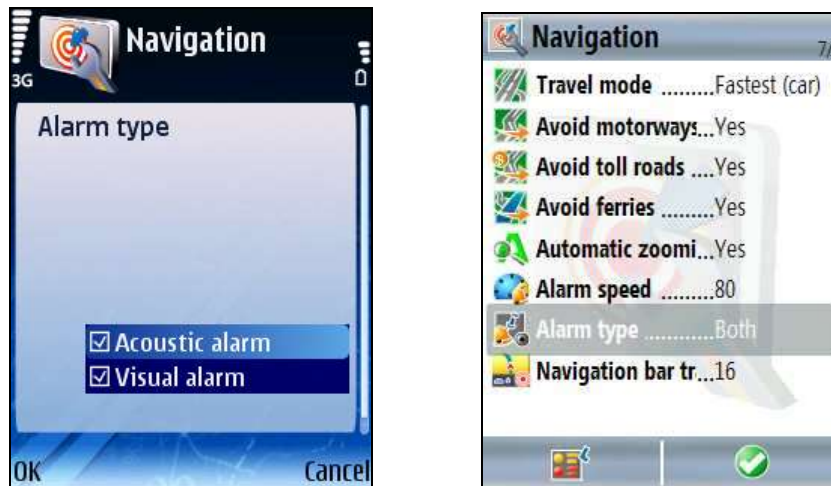 Navigation
3G
Alarm type
Acoustic alarm
Visual alarm
OK Cancel
Navigation
7/
Travel mode .........Fastest (car)
Avoid motorways...Yes
Avoid toll roads ....Yes
Avoid ferries .........Yes
Automatic zoomi...Yes
Alarm speed .........80
Alarm type ............Both
Navigation bar tr...16